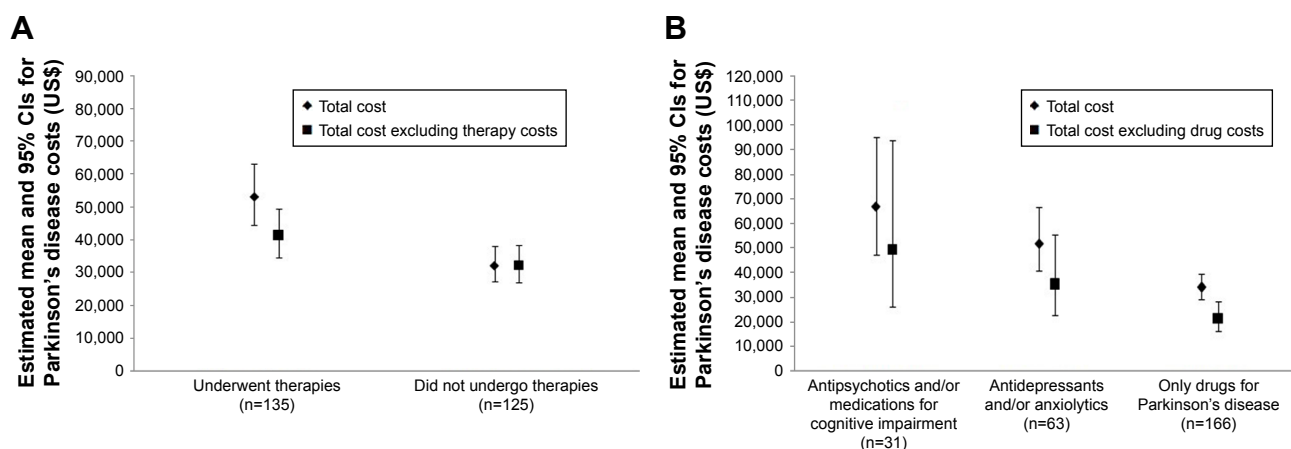 A
Estimated mean and 95% CIs for
Parkinson's disease costs (US$)
90,000
80,000
70,000
60,000
50,000
40,000
30,000
20,000
10,000
0
Total cost
Total cost excluding therapy costs
Underwent therapies
(n=135)
Did not undergo therapies
(n=125)
B
Estimated mean and 95% CIs for
Parkinson's disease costs (US$)
120,000
110,000
100,000
90,000
80,000
70,000
60,000
50,000
40,000
30,000
20,000
10,000
0
Total cost
Total cost excluding drug costs
Antipsychotics and/or
medications for
cognitive impairment
(n=31)
Antidepressants
and/or anxiolytics
(n=63)
Only drugs for
Parkinson's disease
(n=166)